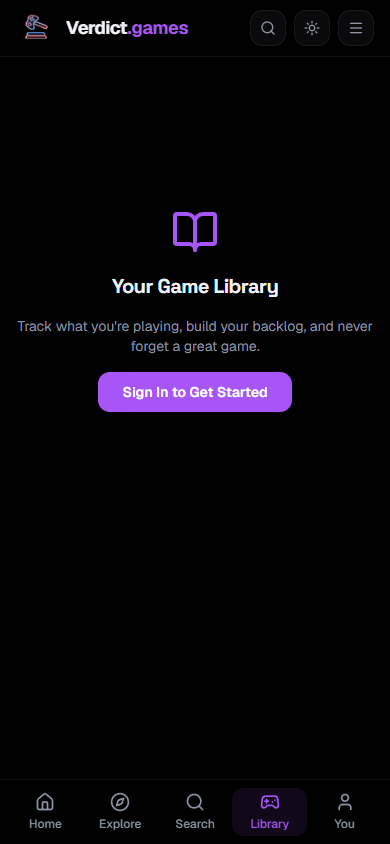 Verdict.games
Your Game Library
Track what you're playing, build your backlog, and never
forget a great game.
Sign In to Get Started
Home
Explore
Search
Library
You